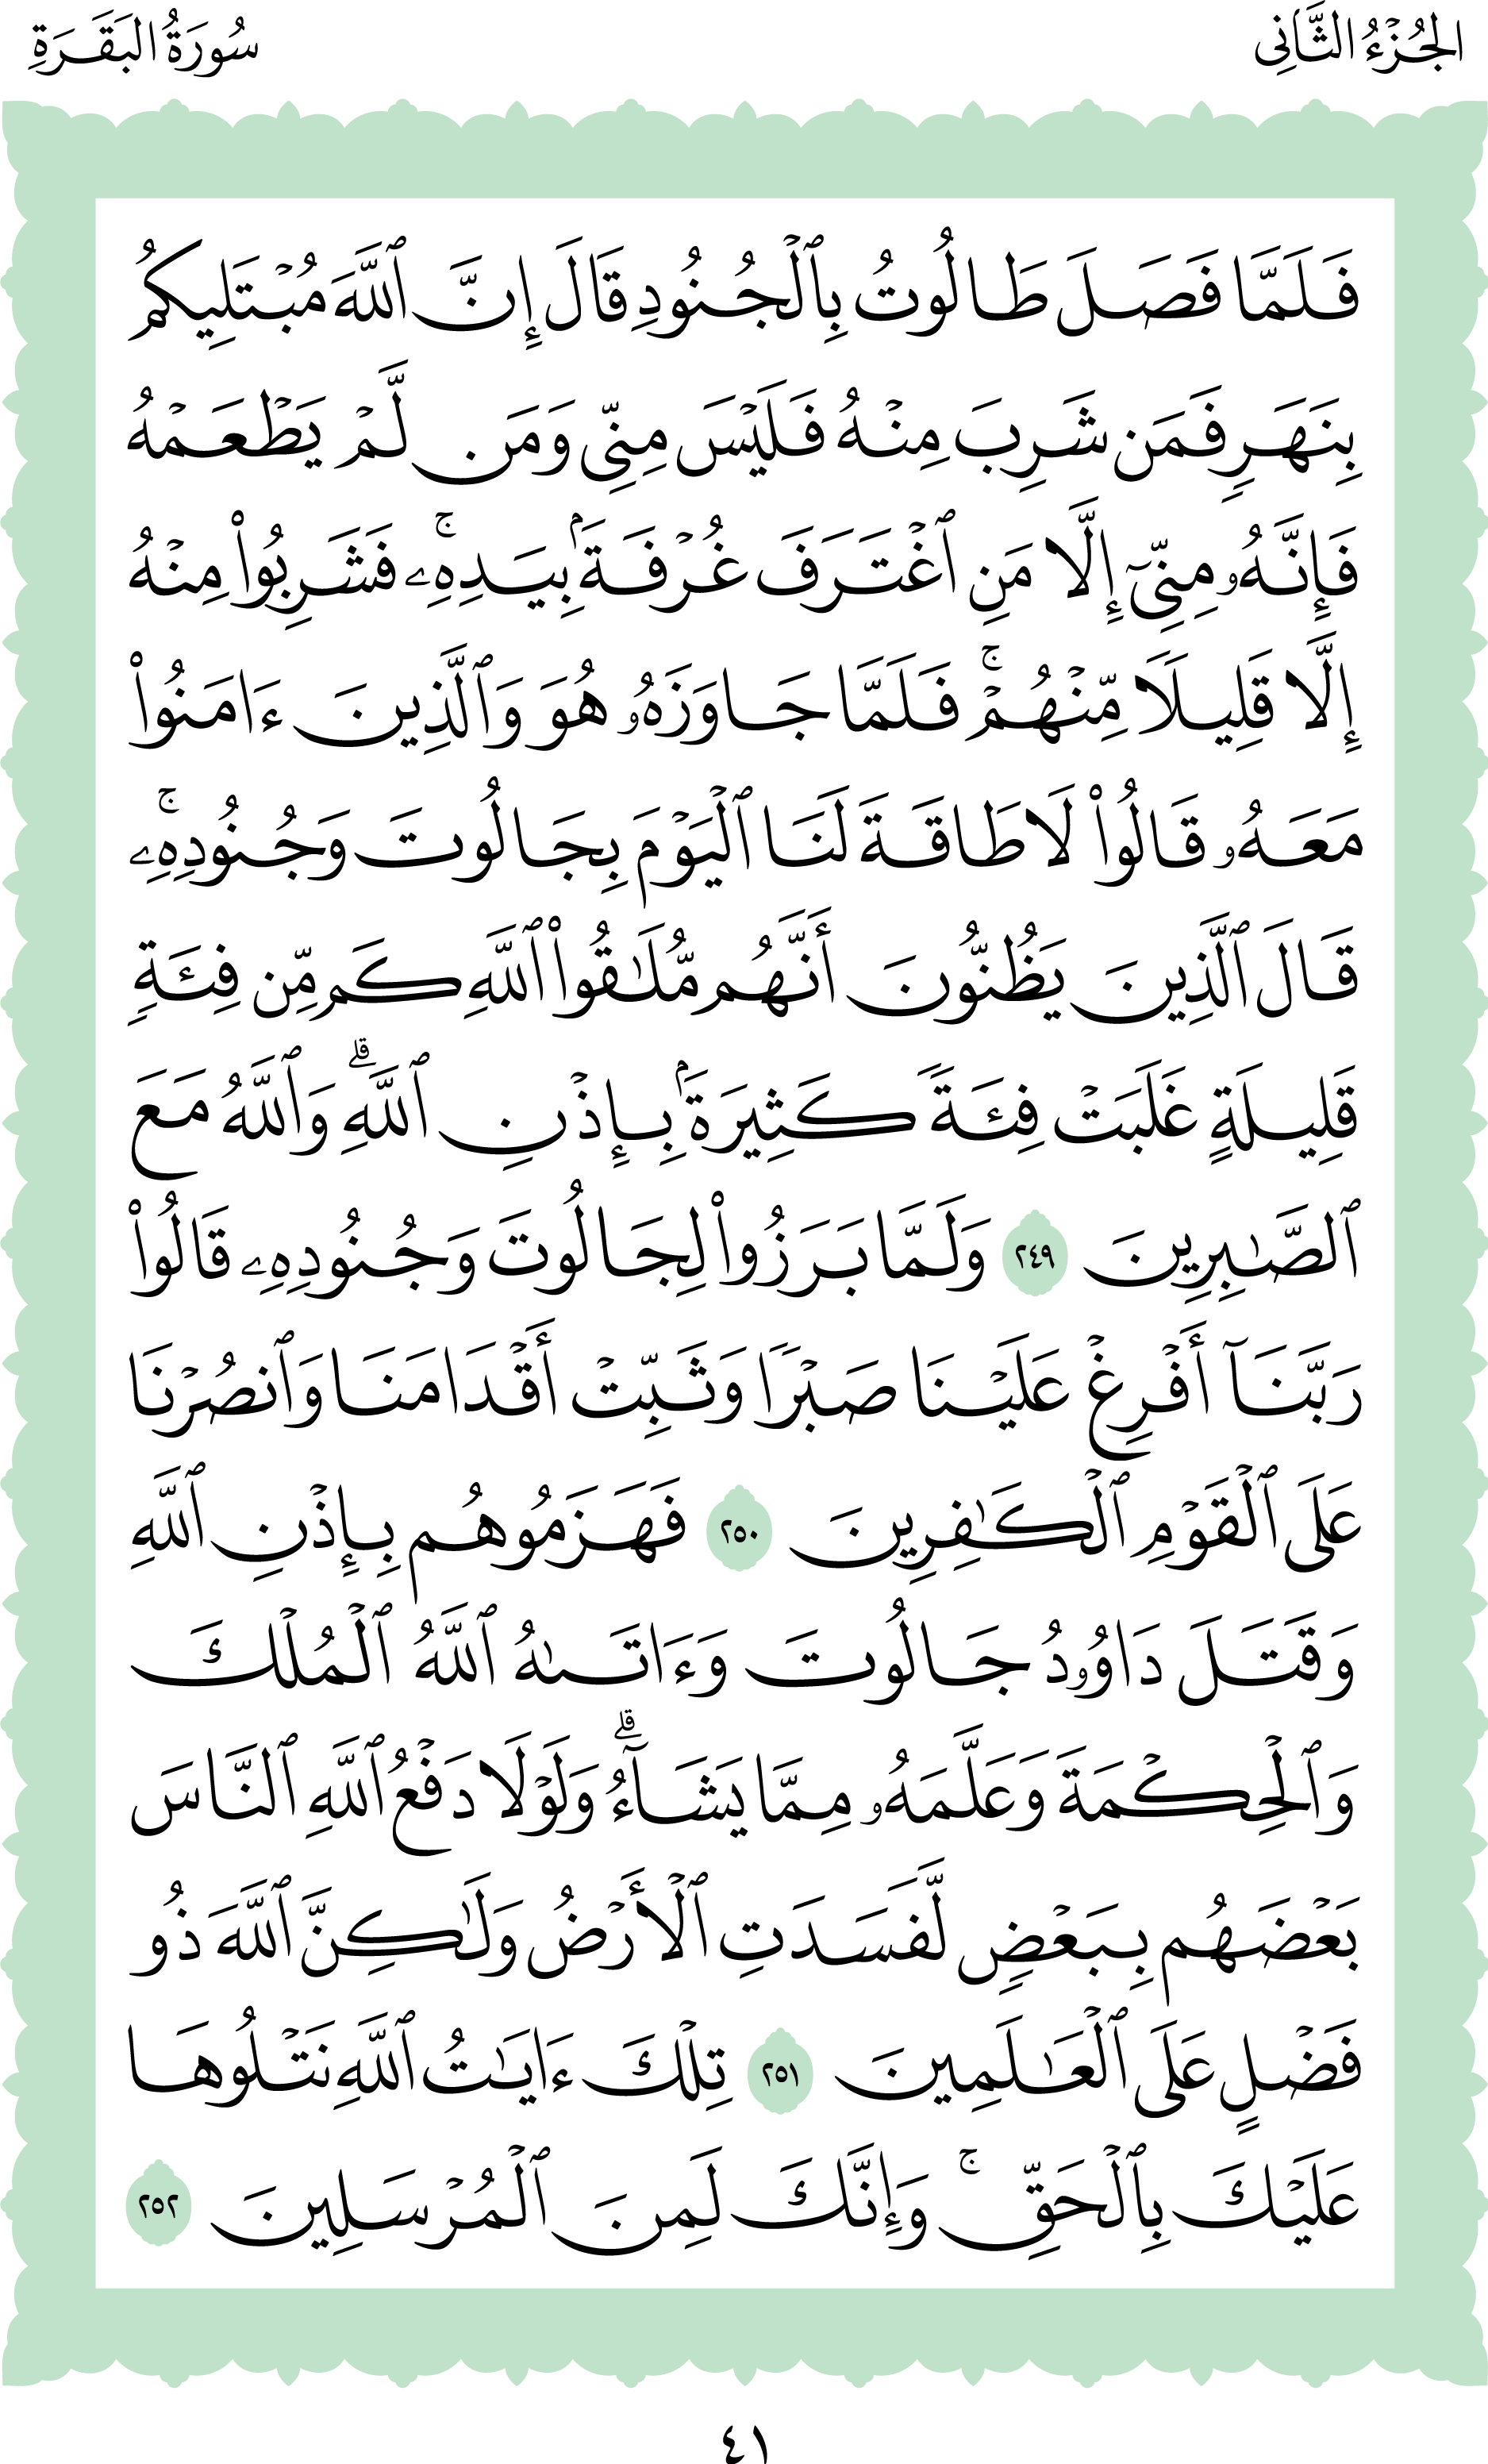 الجُزْءُ الثَّانِي
سُورَةُ البَقَرَةِ
فَلَمَّا فَصَلَ طَالُوتُ بِٱلۡجُنُودِ قَالَ إِنَّ ٱللَّهَ مُبۡتَلِيكُم
بِنَهَرٖ فَمَن شَرِبَ مِنۡهُ فَلَيۡسَ مِنِّي وَمَن لَّمۡ يَطۡعَمۡهُ
فَإِنَّهُۥ مِنِّيٓ إِلَّا مَنِ ٱغۡتَرَفَ غُرۡفَةَۢ بِيَدِهِۦۚ فَشَرِبُواْ مِنۡهُ
إِلَّا قَلِيلٗا مِّنۡهُمۡۚ فَلَمَّا جَاوَزَهُۥ هُوَ وَٱلَّذِينَ ءَامَنُواْ
مَعَهُۥ قَالُواْ لَا طَاقَةَ لَنَا ٱلۡيَوۡمَ بِجَالُوتَ وَجُنُودِهِۦۚ
قَالَ ٱلَّذِينَ يَظُنُّونَ أَنَّهُم مُّلَٰقُواْ ٱللَّهِ كَم مِّن فِئَةٖ
قَلِيلَةٍ غَلَبَتۡ فِئَةٗ كَثِيرَةَۢ بِإِذۡنِ ٱللَّهِۗ وَٱللَّهُ مَعَ
ٱلصَّٰبِرِينَ ٢٤٩ وَلَمَّا بَرَزُواْ لِجَالُوتَ وَجُنُودِهِۦ قَالُواْ
رَبَّنَآ أَفۡرِغۡ عَلَيۡنَا صَبۡرٗا وَثَبِّتۡ أَقۡدَامَنَا وَٱنصُرۡنَا
عَلَى ٱلۡقَوۡمِ ٱلۡكَٰفِرِينَ ٢٥٠ فَهَزَمُوهُم بِإِذۡنِ ٱللَّهِ
وَقَتَلَ دَاوُۥدُ جَالُوتَ وَءَاتَىٰهُ ٱللَّهُ ٱلۡمُلۡكَ
وَٱلۡحِكۡمَةَ وَعَلَّمَهُۥ مِمَّا يَشَآءُۗ وَلَوۡلَا دَفۡعُ ٱللَّهِ ٱلنَّاسَ
بَعۡضَهُم بِبَعۡضٖ لَّفَسَدَتِ ٱلۡأَرۡضُ وَلَٰكِنَّ ٱللَّهَ ذُو
فَضۡلٍ عَلَى ٱلۡعَٰلَمِينَ ٢٥١ تِلۡكَ ءَايَٰتُ ٱللَّهِ نَتۡلُوهَا
عَلَيۡكَ بِٱلۡحَقِّۚ وَإِنَّكَ لَمِنَ ٱلۡمُرۡسَلِينَ ٢٥٢
٤١